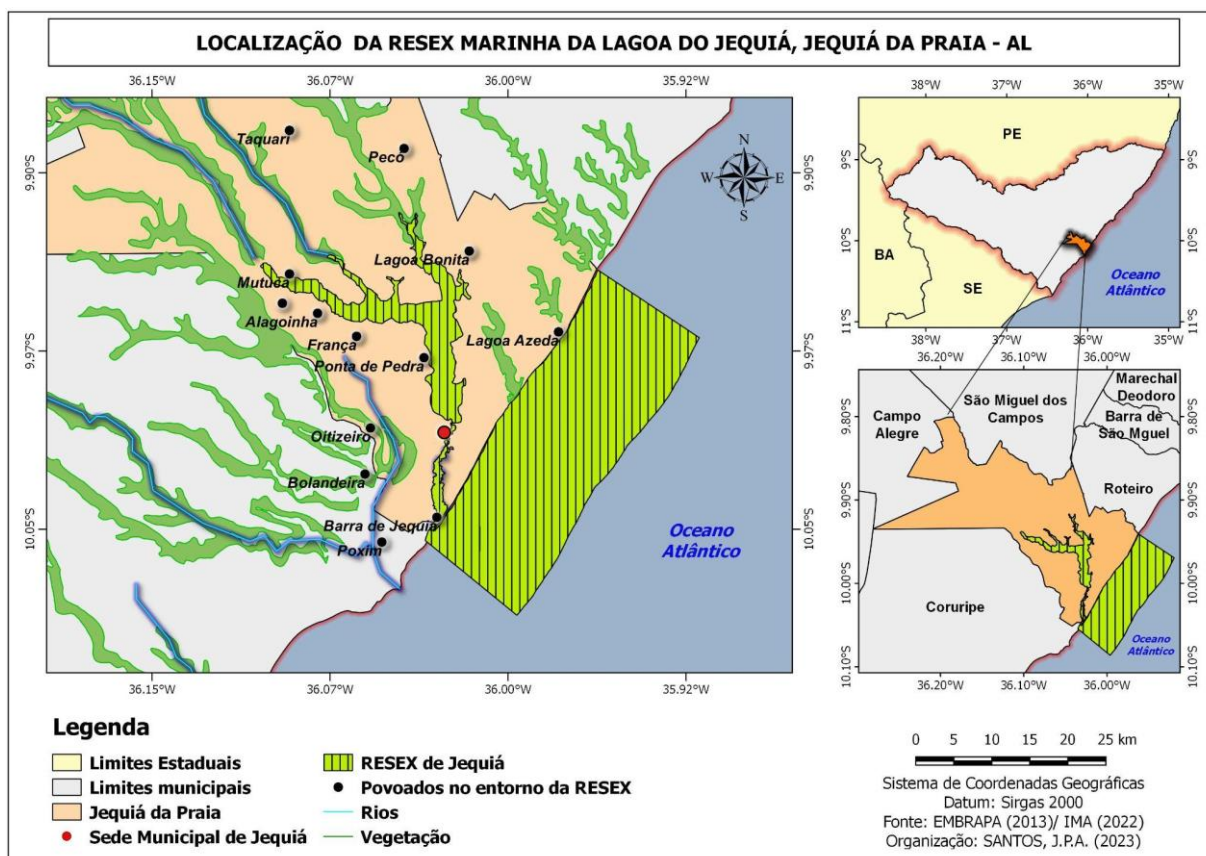 LOCALIZAÇÃO DA RESEX MARINHA DA LAGOA DO JEQUIÁ, JEQUIÁ DA PRAIA - AL
36.15°W 36.07°W 36.00°W 35.92°W
9.90°S
9.97°S
10.05°S
Taquari
Peco
Lagoa Bonita
Mutuca
Alagoinha
França
Ponta de Pedra
Lagoa Azeda
Oitizeiro
Bolandeira
Barra de Jequiá
Poxim
Oceano
Atlântico
N
W E
S
9.90°S
9.97°S
10.05°S
36.15°W 36.07°W 36.00°W 35.92°W
38°W 37°W 36°W 35°W
9°S
10°S
11°S
PE
BA
SE
Oceano
Atlântico
9°S
10°S
11°S
38°W 37°W 36°W 35°W
36.20°W 36.10°W 36.00°W
9.80°S
9.90°S
10.00°S
10.10°S
Campo
Alegre
São Miguel dos
Campos
Marechal
Deodoro
Barra de
São Mguel
Roteiro
Coruripe
Oceano
Atlântico
9.80°S
9.90°S
10.00°S
10.10°S
36.20°W 36.10°W 36.00°W
Legenda
Limites Estaduais
Limites municipais
Jequiá da Praia
Sede Municipal de Jequiá
RESEX de Jequiá
Povoados no entorno da RESEX
Rios
Vegetação
0 5 10 15 20 25 km
Sistema de Coordenadas Geográficas
Datum: Sirgas 2000
Fonte: EMBRAPA (2013)/ IMA (2022)
Organização: SANTOS, J.P.A. (2023)